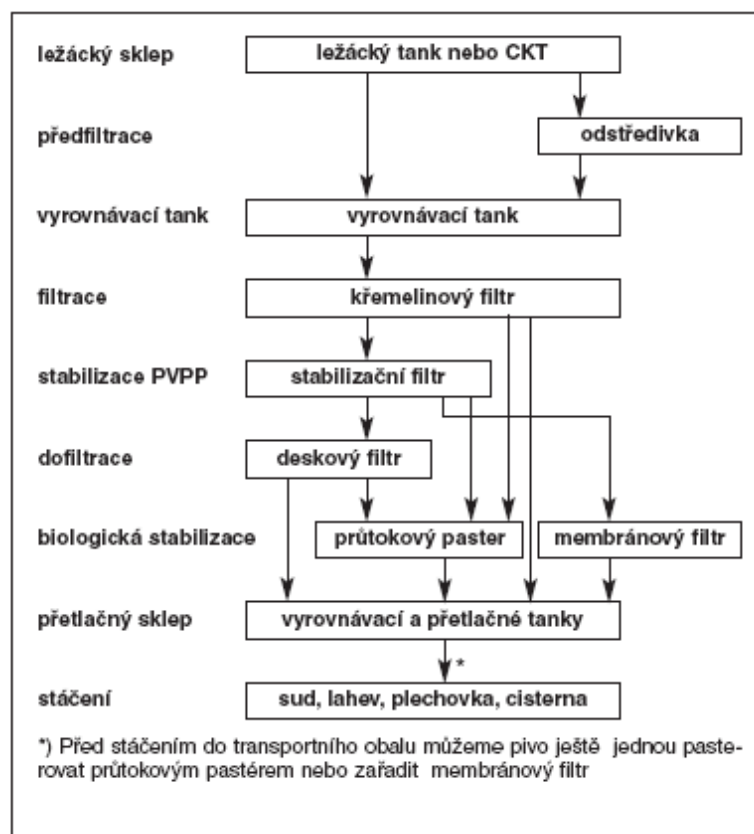 ležácký sklep
ležácký tank nebo CKT
předfiltrace
odstředivka
vyrovnávací tank
vyrovnávací tank
filtrace
křemelinový filtr
stabilizace PVPP
stabilizační filtr
dofiltrace
deskový filtr
biologická stabilizace
průtokový paster
membránový filtr
přetlačný sklep
vyrovnávací a přetlačné tanky
*
stáčení
sud, lahev, plechovka, cisterna
*) Před stáčením do transportního obalu můžeme pivo ještě jednou paste-
rovat průtokovým pastérem nebo zařadit membránový filtr